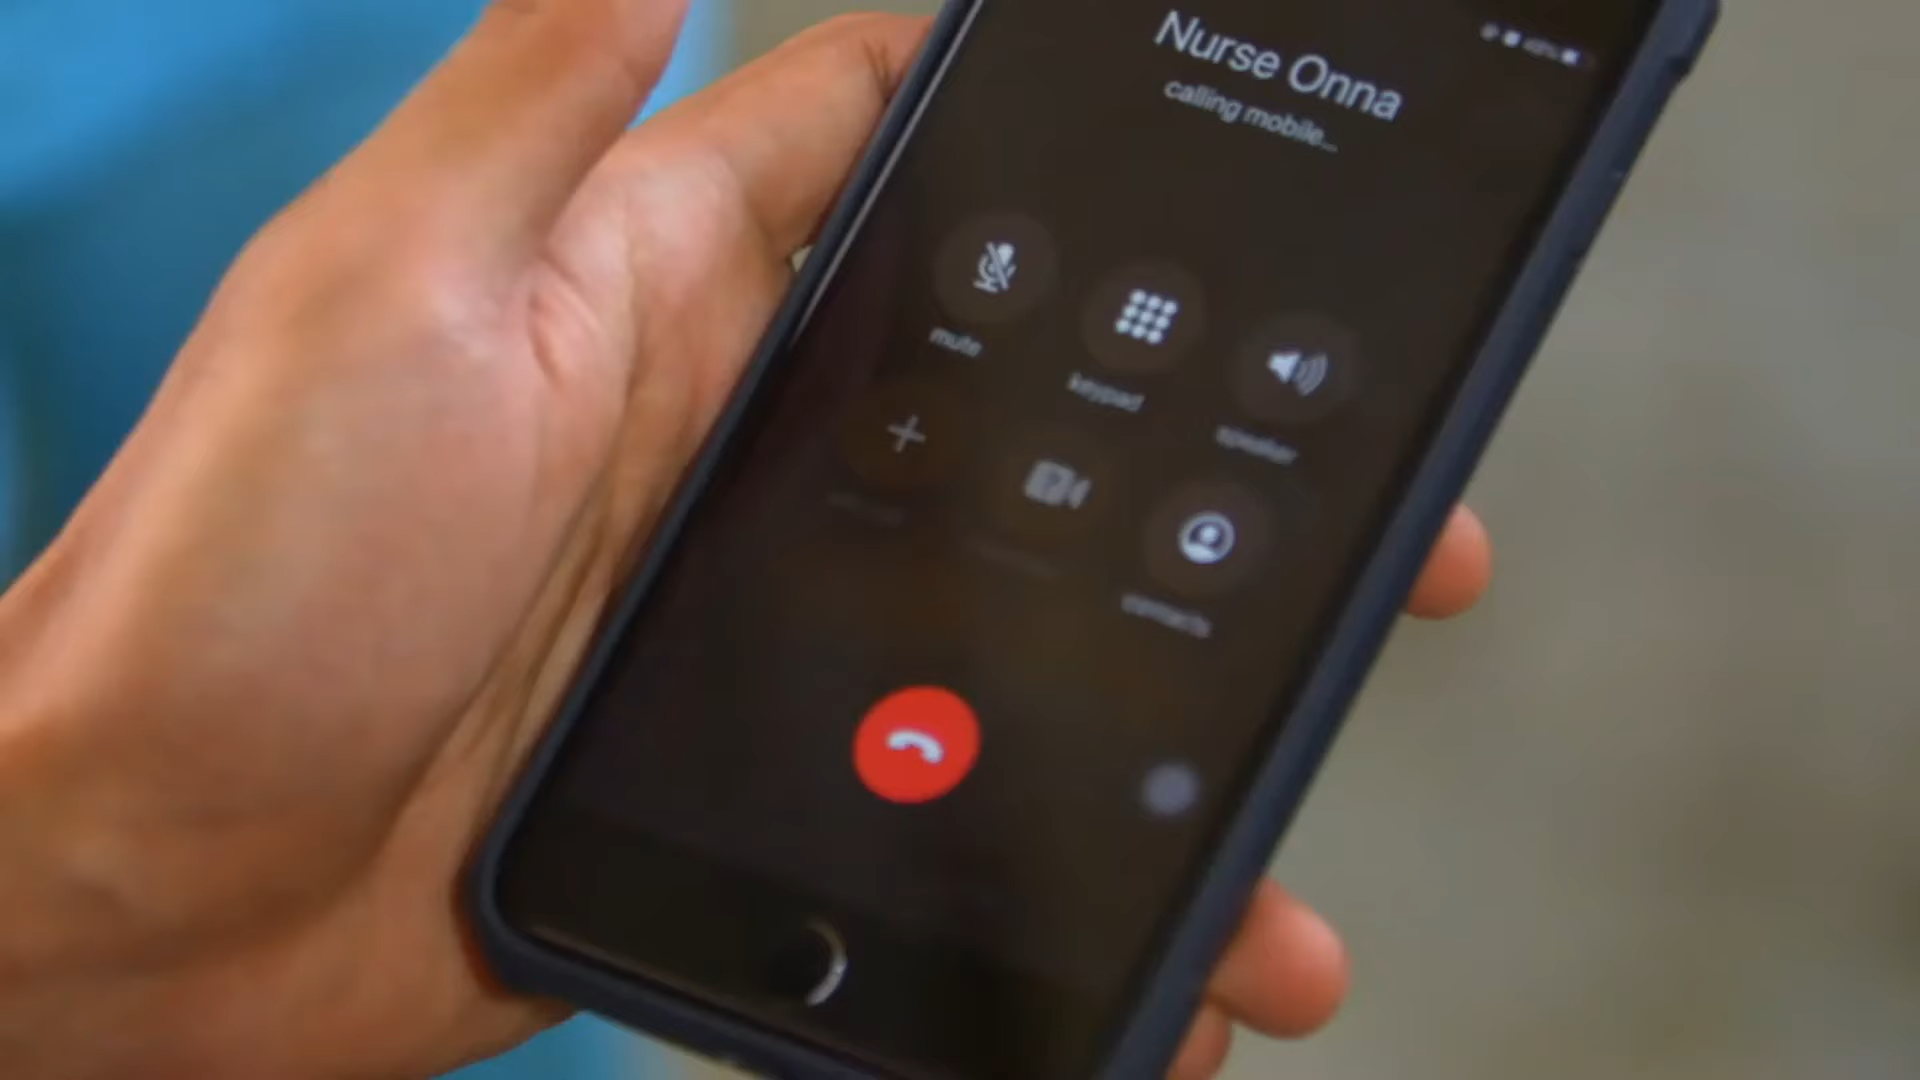 Nurse Onna
calling mobile...
mute
keypad
speaker
contacts